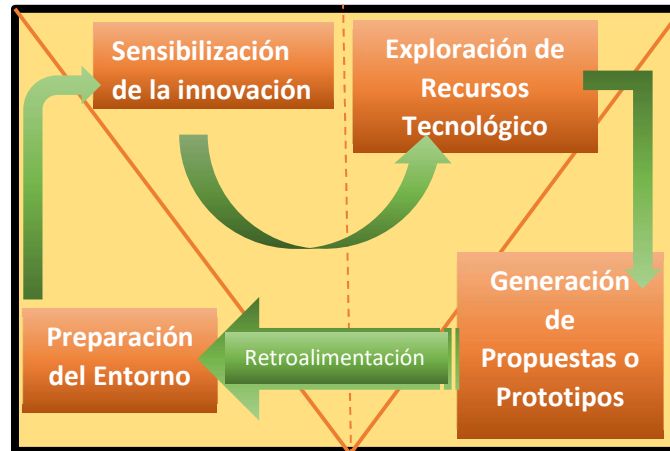 Sensibilización
de la innovación
Exploración de
Recursos
Tecnológico
Generación
de
Propuestas o
Prototipos
Retroalimentación
Preparación
del Entorno